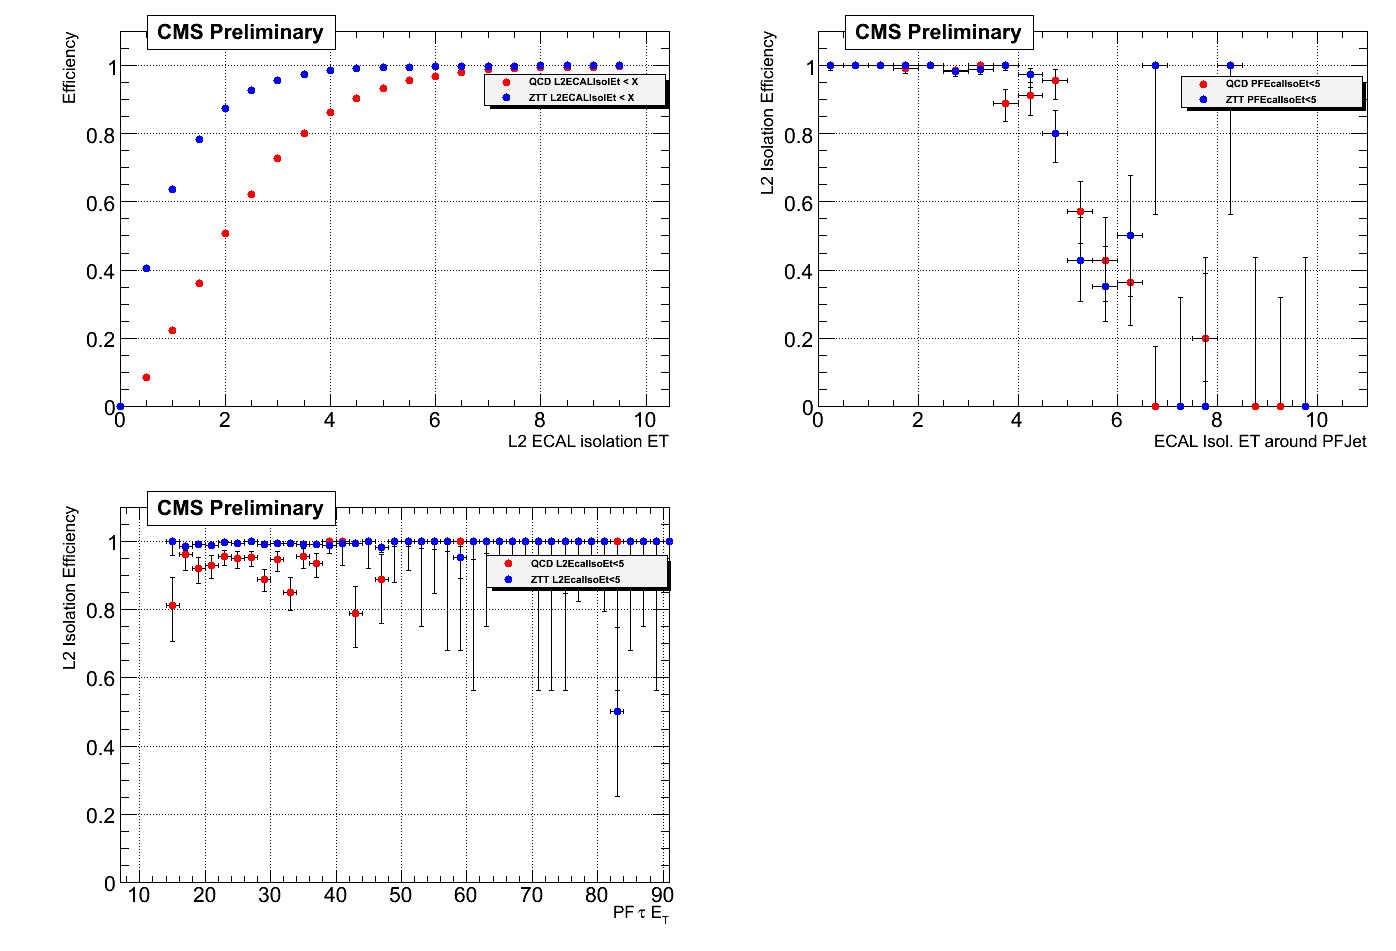 CMS Preliminary
Efficiency
1
0.8
0.6
0.4
0.2
0
0 2 4 6 8 10
L2 ECAL isolation ET
QCD L2ECALIsolEt < X
ZTT L2ECALIsolEt < X
CMS Preliminary
L2 Isolation Efficiency
1
0.8
0.6
0.4
0.2
0
0 2 4 6 8 10
ECAL Isol. ET around PFJet
QCD PFEcalIsoEt<5
ZTT PFEcalIsoEt<5
CMS Preliminary
L2 Isolation Efficiency
1
0.8
0.6
0.4
0.2
0
10 20 30 40 50 60 70 80 90
PF τ E_T
QCD L2EcalIsoEt<5
ZTT L2EcalIsoEt<5